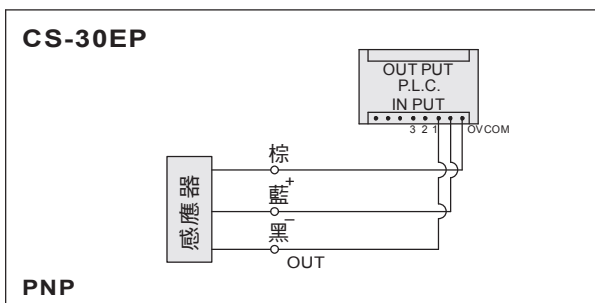 CS-30EP
OUT PUT
P.L.C.
IN PUT
3 2 1 OVCOM
棕
+
藍
−
黑
OUT
感應器
PNP